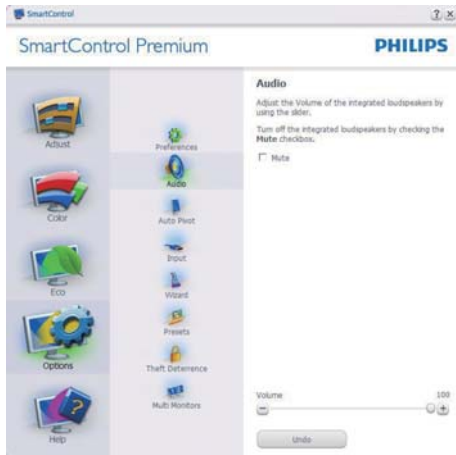 SmartControl
? x
SmartControl Premium
PHILIPS
Adjust
Color
Eco
Options
Help
Preferences
Audio
Auto Pivot
Input
Wizard
Presets
Theft Deterrence
Multi Monitors
Audio
Adjust the Volume of the integrated loudspeakers by
using the slider.
Turn off the integrated loudspeakers by checking the
Mute checkbox.
Mute
Volume 100
Undo